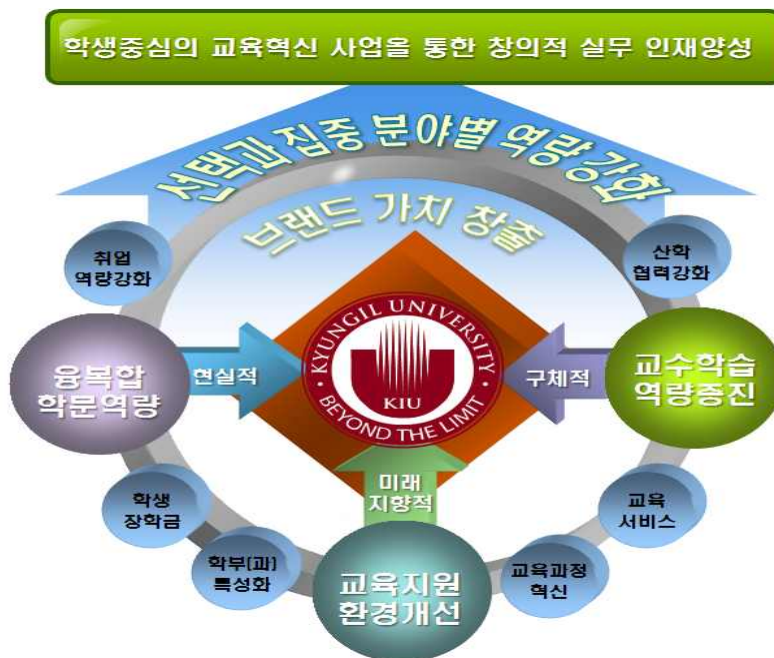 학생중심의 교육혁신 사업을 통한 창의적 실무 인재양성
선택과 집중 분야별 역량강화
브랜드 가치 창출
취업
역량강화
산학
협력강화
KYUNGIL UNIVERSITY
KIU
BEYOND THE LIMIT
융복합
학문역량
현실적
구체적
교수학습
역량증진
미래
지향적
학생
장학금
교육
서비스
학부(과)
특성화
교육지원
환경개선
교육과정
혁신